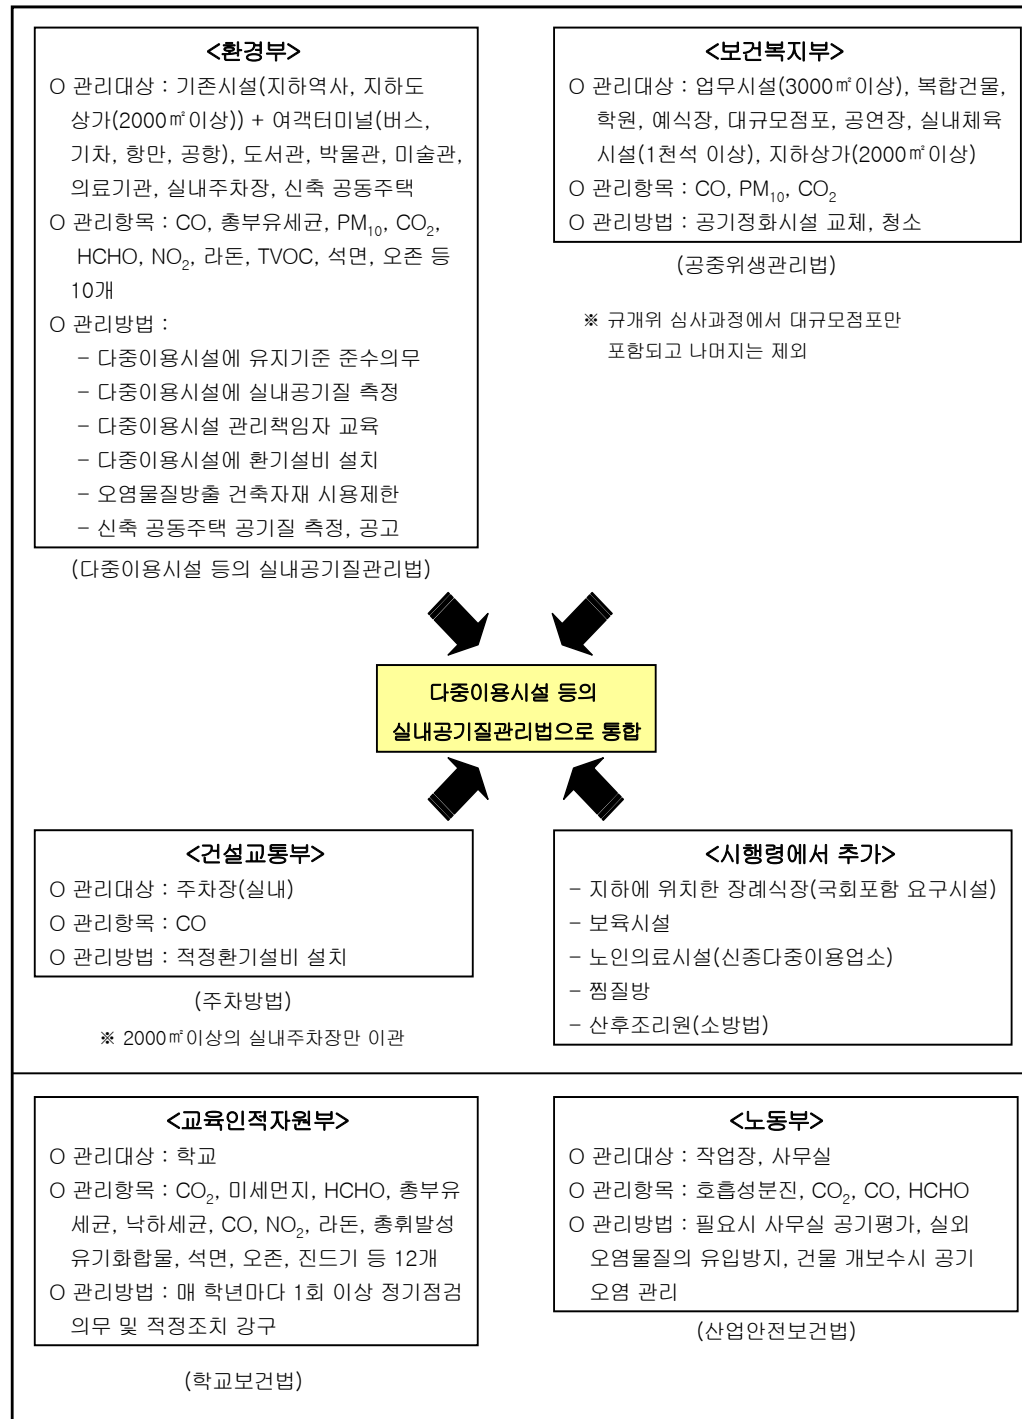 <환경부>
O 관리대상 : 기존시설(지하역사, 지하도
상가(2000㎡이상)) + 여객터미널(버스,
기차, 항만, 공항), 도서관, 박물관, 미술관,
의료기관, 실내주차장, 신축 공동주택
O 관리항목 : CO, 총부유세균, PM10, CO2,
HCHO, NO2, 라돈, TVOC, 석면, 오존 등
10개
O 관리방법 :
- 다중이용시설에 유지기준 준수의무
- 다중이용시설에 실내공기질 측정
- 다중이용시설 관리책임자 교육
- 다중이용시설에 환기설비 설치
- 오염물질방출 건축자재 시용제한
- 신축 공동주택 공기질 측정, 공고
(다중이용시설 등의 실내공기질관리법)
<보건복지부>
O 관리대상 : 업무시설(3000㎡이상), 복합건물,
학원, 예식장, 대규모점포, 공연장, 실내체육
시설(1천석 이상), 지하상가(2000㎡이상)
O 관리항목 : CO, PM10, CO2
O 관리방법 : 공기정화시설 교체, 청소
(공중위생관리법)
※ 규개위 심사과정에서 대규모점포만
포함되고 나머지는 제외
다중이용시설 등의
실내공기질관리법으로 통합
<건설교통부>
O 관리대상 : 주차장(실내)
O 관리항목 : CO
O 관리방법 : 적정환기설비 설치
(주차방법)
※ 2000㎡이상의 실내주차장만 이관
<시행령에서 추가>
- 지하에 위치한 장례식장(국회포함 요구시설)
- 보육시설
- 노인의료시설(신종다중이용업소)
- 찜질방
- 산후조리원(소방법)
<교육인적자원부>
O 관리대상 : 학교
O 관리항목 : CO2, 미세먼지, HCHO, 총부유
세균, 낙하세균, CO, NO2, 라돈, 총휘발성
유기화합물, 석면, 오존, 진드기 등 12개
O 관리방법 : 매 학년마다 1회 이상 정기점검
의무 및 적정조치 강구
(학교보건법)
<노동부>
O 관리대상 : 작업장, 사무실
O 관리항목 : 호흡성분진, CO2, CO, HCHO
O 관리방법 : 필요시 사무실 공기평가, 실외
오염물질의 유입방지, 건물 개보수시 공기
오염 관리
(산업안전보건법)